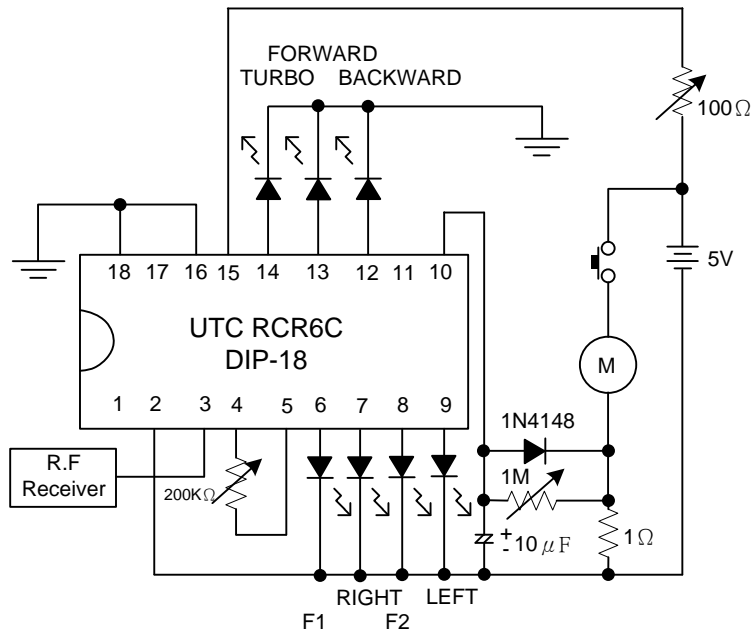 FORWARD
TURBO BACKWARD
100Ω
18 17 16 15 14 13 12 11 10
5V
UTC RCR6C
DIP-18
M
1 2 3 4 5 6 7 8 9
1N4148
R.F
Receiver
200KΩ
1M
+
- 10μF
1Ω
RIGHT LEFT
F1 F2